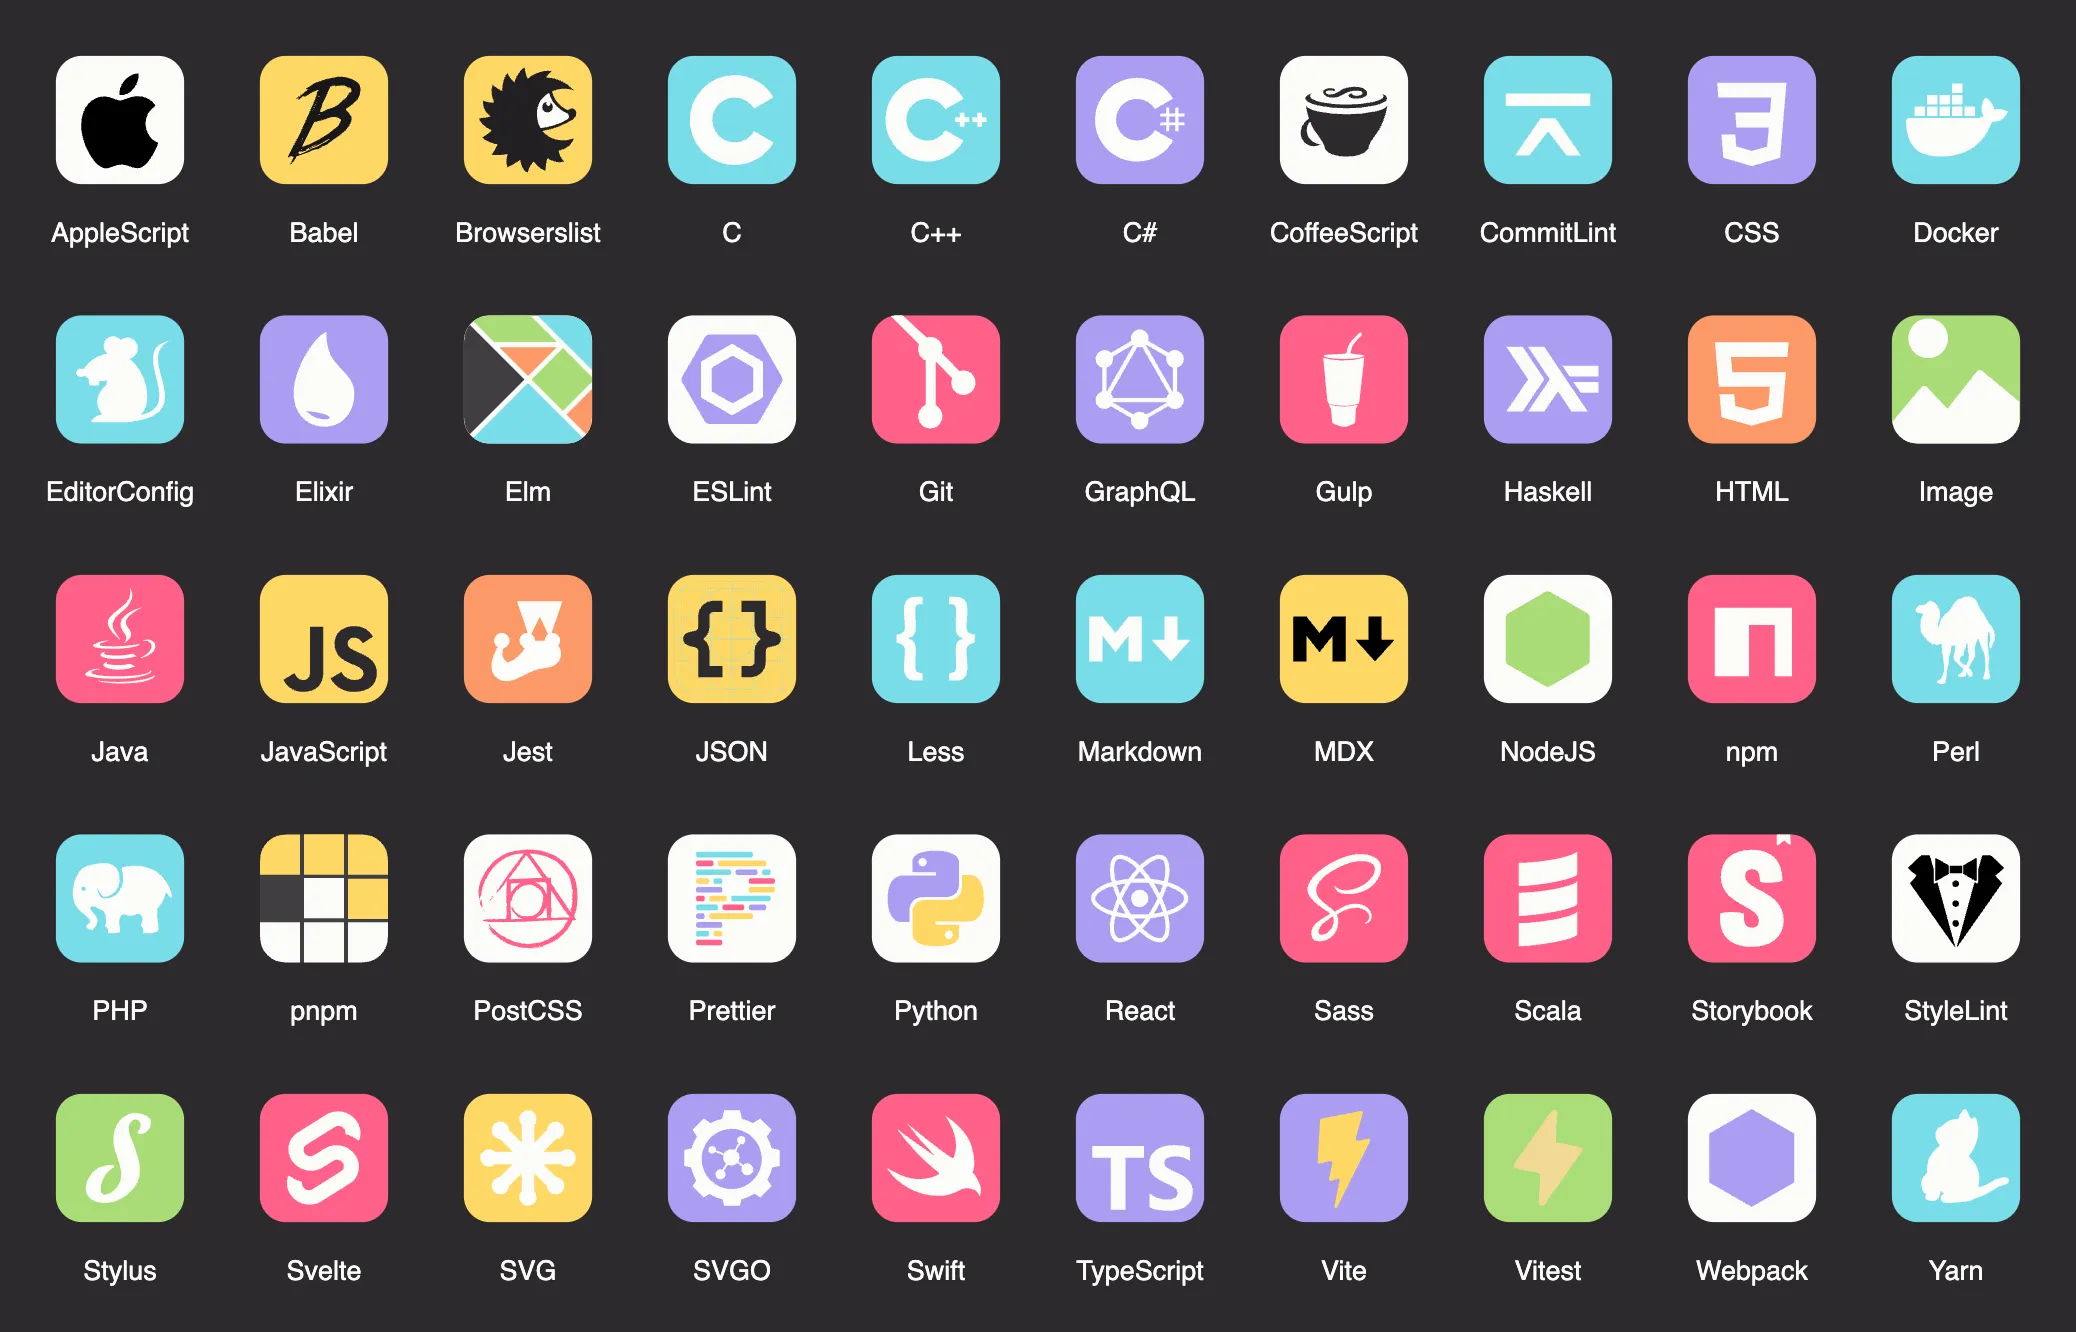 B
C
C++
C#
AppleScript Babel Browserslist C C++ C# CoffeeScript CommitLint CSS Docker
EditorConfig Elixir Elm ESLint Git GraphQL Gulp Haskell HTML Image
JS
{}
{}
M
M
Java JavaScript Jest JSON Less Markdown MDX NodeJS npm Perl
S
PHP pnpm PostCSS Prettier Python React Sass Scala Storybook StyleLint
S
S
TS
Stylus Svelte SVG SVGO Swift TypeScript Vite Vitest Webpack Yarn